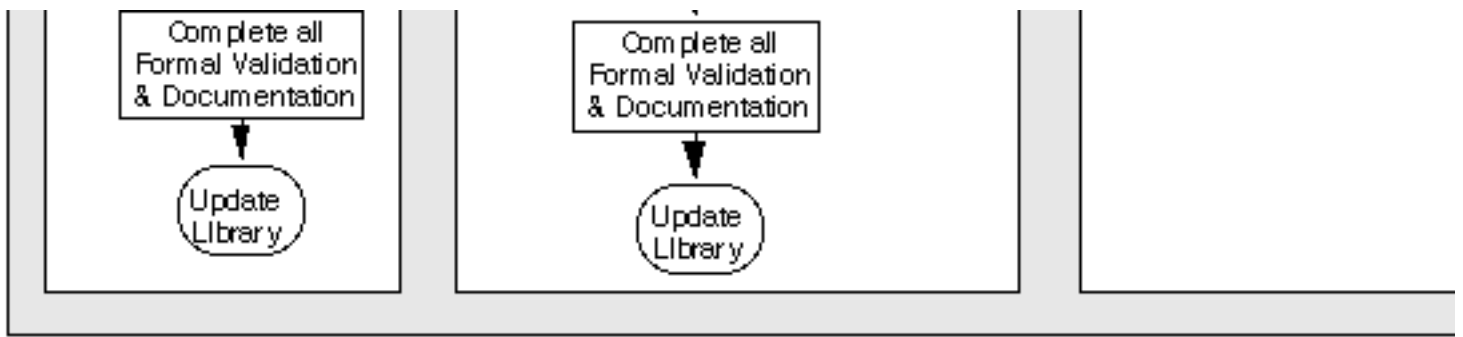 Complete all
Formal Validation
& Documentation
Update
Library
Complete all
Formal Validation
& Documentation
Update
Library